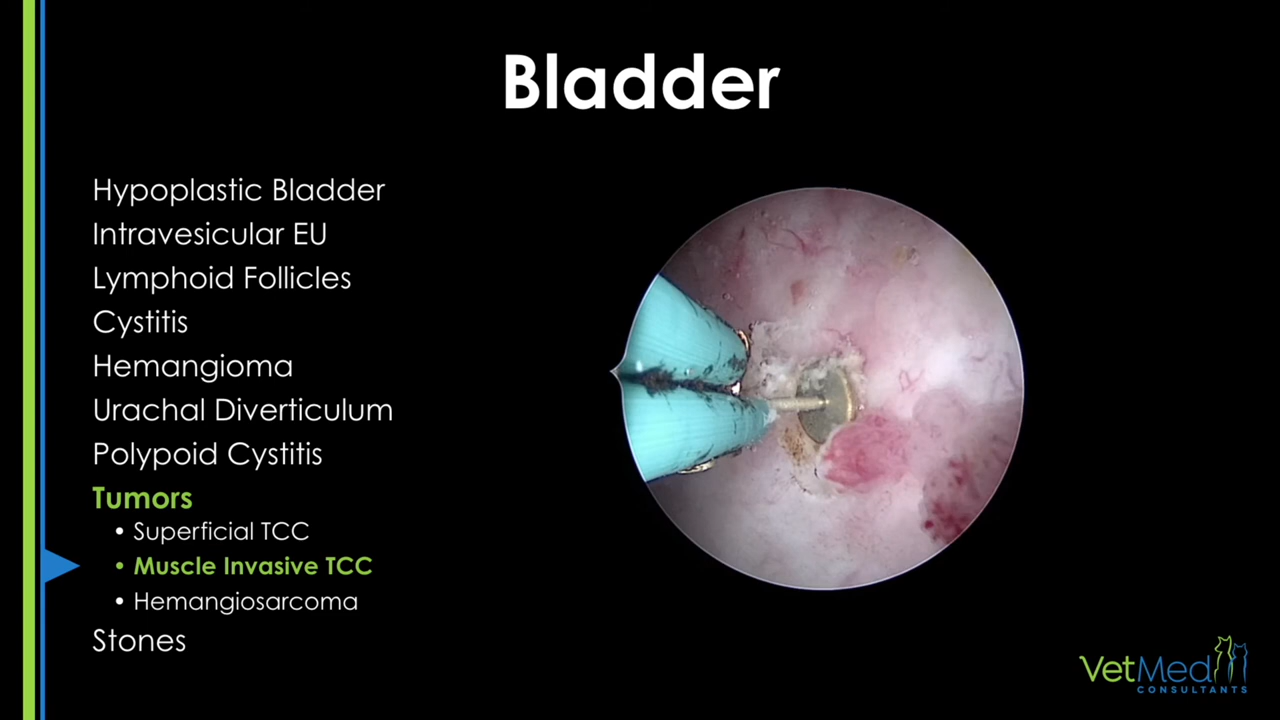 Bladder
Hypoplastic Bladder
Intravesicular EU
Lymphoid Follicles
Cystitis
Hemangioma
Urachal Diverticulum
Polypoid Cystitis
Tumors
• Superficial TCC
• Muscle Invasive TCC
• Hemangiosarcoma
Stones
VetMed
CONSULTANTS